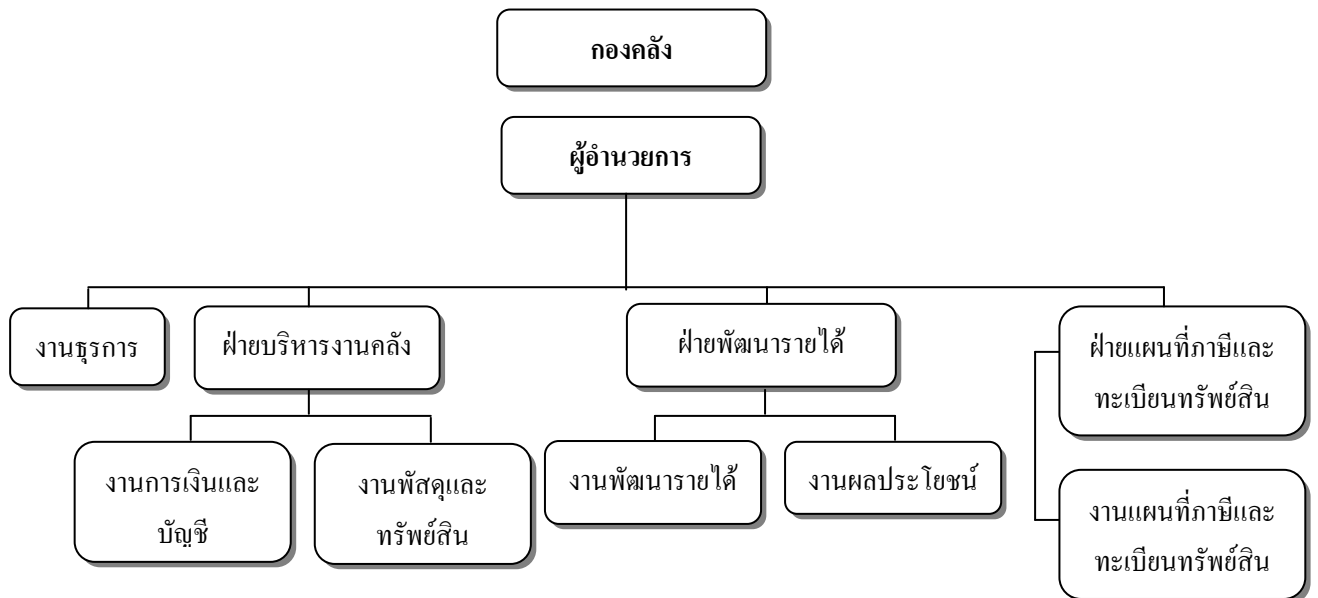 กองคลัง
ผู้อำนวยการ
งานธุรการ
ฝ่ายบริหารงานคลัง
ฝ่ายพัฒนารายได้
ฝ่ายแผนที่ภาษีและ
ทะเบียนทรัพย์สิน
งานการเงินและ
บัญชี
งานพัสดุและ
ทรัพย์สิน
งานพัฒนารายได้
งานผลประโยชน์
งานแผนที่ภาษีและ
ทะเบียนทรัพย์สิน